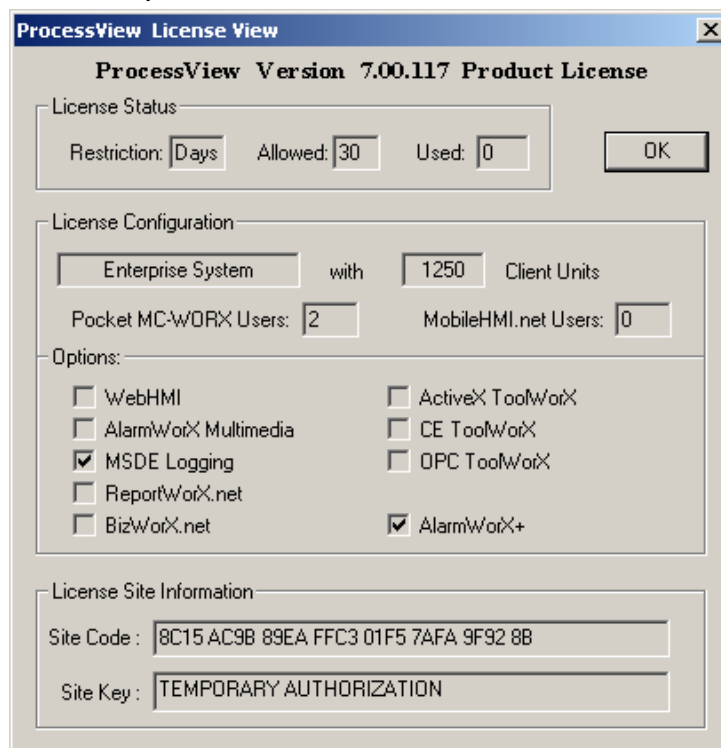 ProcessView License View
ProcessView Version 7.00.117 Product License
License Status
Restriction: Days Allowed: 30 Used: 0
OK
License Configuration
Enterprise System with 1250 Client Units
Pocket MC-WORX Users: 2 MobileHMI.net Users: 0
Options:
WebHMI ActiveX ToolWorX
AlarmWorX Multimedia CE ToolWorX
MSDE Logging OPC ToolWorX
ReportWorX.net
BizWorX.net AlarmWorX+
License Site Information
Site Code : 8C15 AC9B 89EA FFC3 01F5 7AFA 9F92 8B
Site Key : TEMPORARY AUTHORIZATION